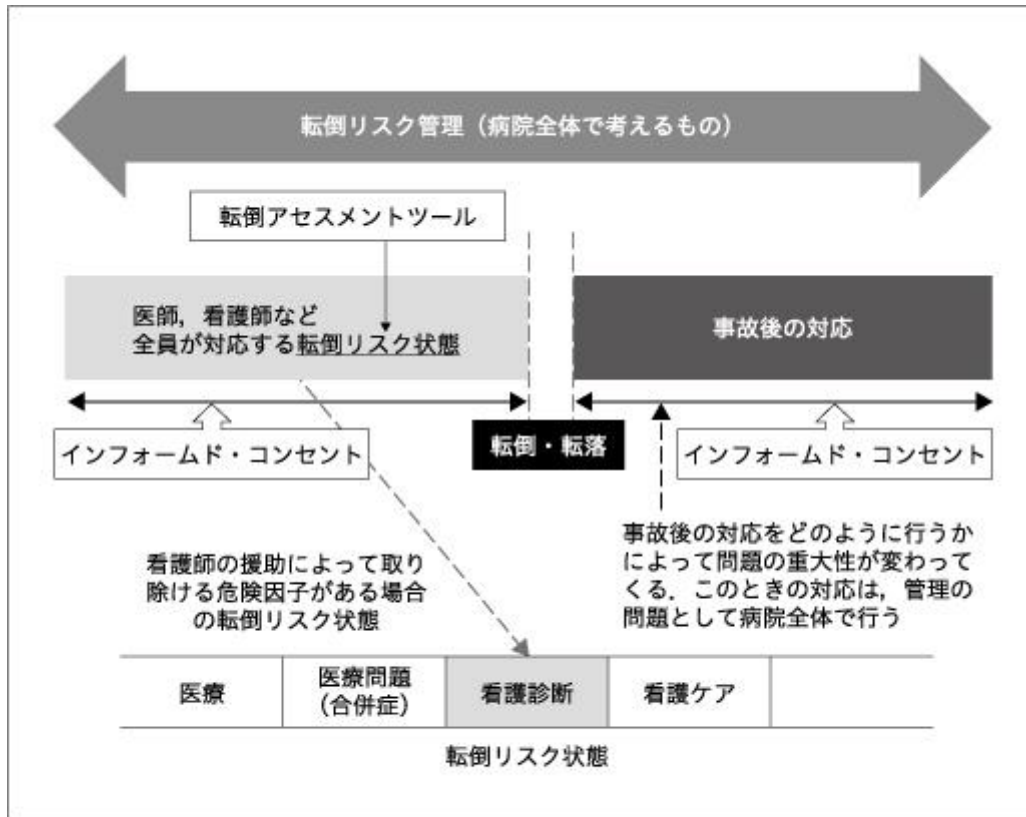 転倒リスク管理（病院全体で考えるもの）
転倒アセスメントツール
医師，看護師など
全員が対応する転倒リスク状態
事故後の対応
インフォームド・コンセント
転倒・転落
インフォームド・コンセント
看護師の援助によって取り
除ける危険因子がある場合
の転倒リスク状態
事故後の対応をどのように行うか
によって問題の重大性が変わって
くる．このときの対応は，管理の
問題として病院全体で行う
医療
医療問題
（合併症）
看護診断
看護ケア
転倒リスク状態